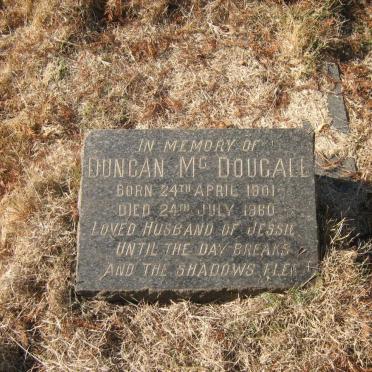 IN MEMORY OF
DUNCAN MC DOUGALL
BORN 24TH APRIL 1901
DIED 24TH JULY 1960
LOVED HUSBAND OF JESSIE
UNTIL THE DAY BREAKS
AND THE SHADOWS FLEE